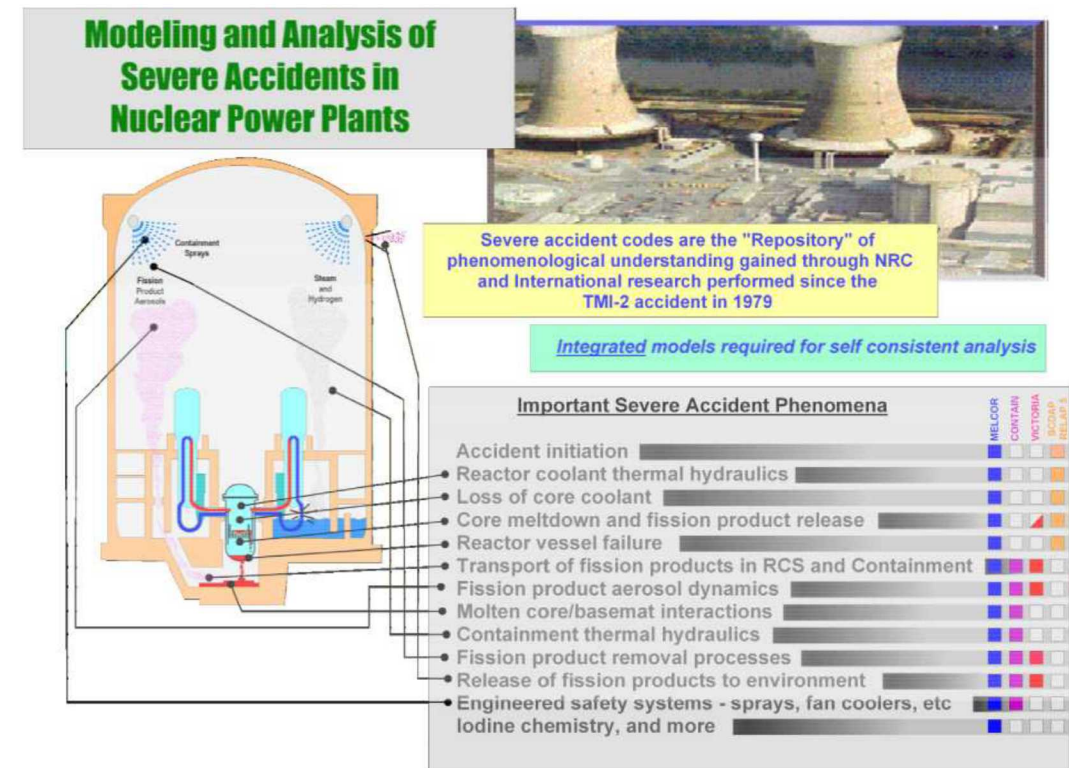 Modeling and Analysis of
Severe Accidents in
Nuclear Power Plants
Severe accident codes are the "Repository" of
phenomenological understanding gained through NRC
and International research performed since the
TMI-2 accident in 1979
Integrated models required for self consistent analysis
Containment
Sprays
Fission
Product
Aerosols
Steam
and
Hydrogen
Important Severe Accident Phenomena
MELCOR
CONTAIN
VICTORIA
SCDAP
RELAP 5
Accident initiation
Reactor coolant thermal hydraulics
Loss of core coolant
Core meltdown and fission product release
Reactor vessel failure
Transport of fission products in RCS and Containment
Fission product aerosol dynamics
Molten core/basemat interactions
Containment thermal hydraulics
Fission product removal processes
Release of fission products to environment
Engineered safety systems - sprays, fan coolers, etc
Iodine chemistry, and more